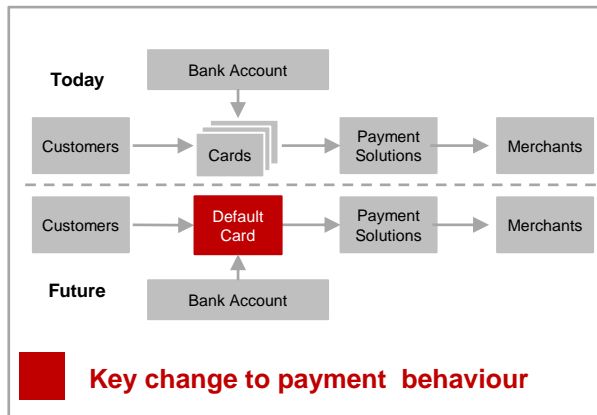 Today
Bank Account
Customers
Cards
Payment
Solutions
Merchants
Customers
Default
Card
Payment
Solutions
Merchants
Future
Bank Account
Key change to payment behaviour